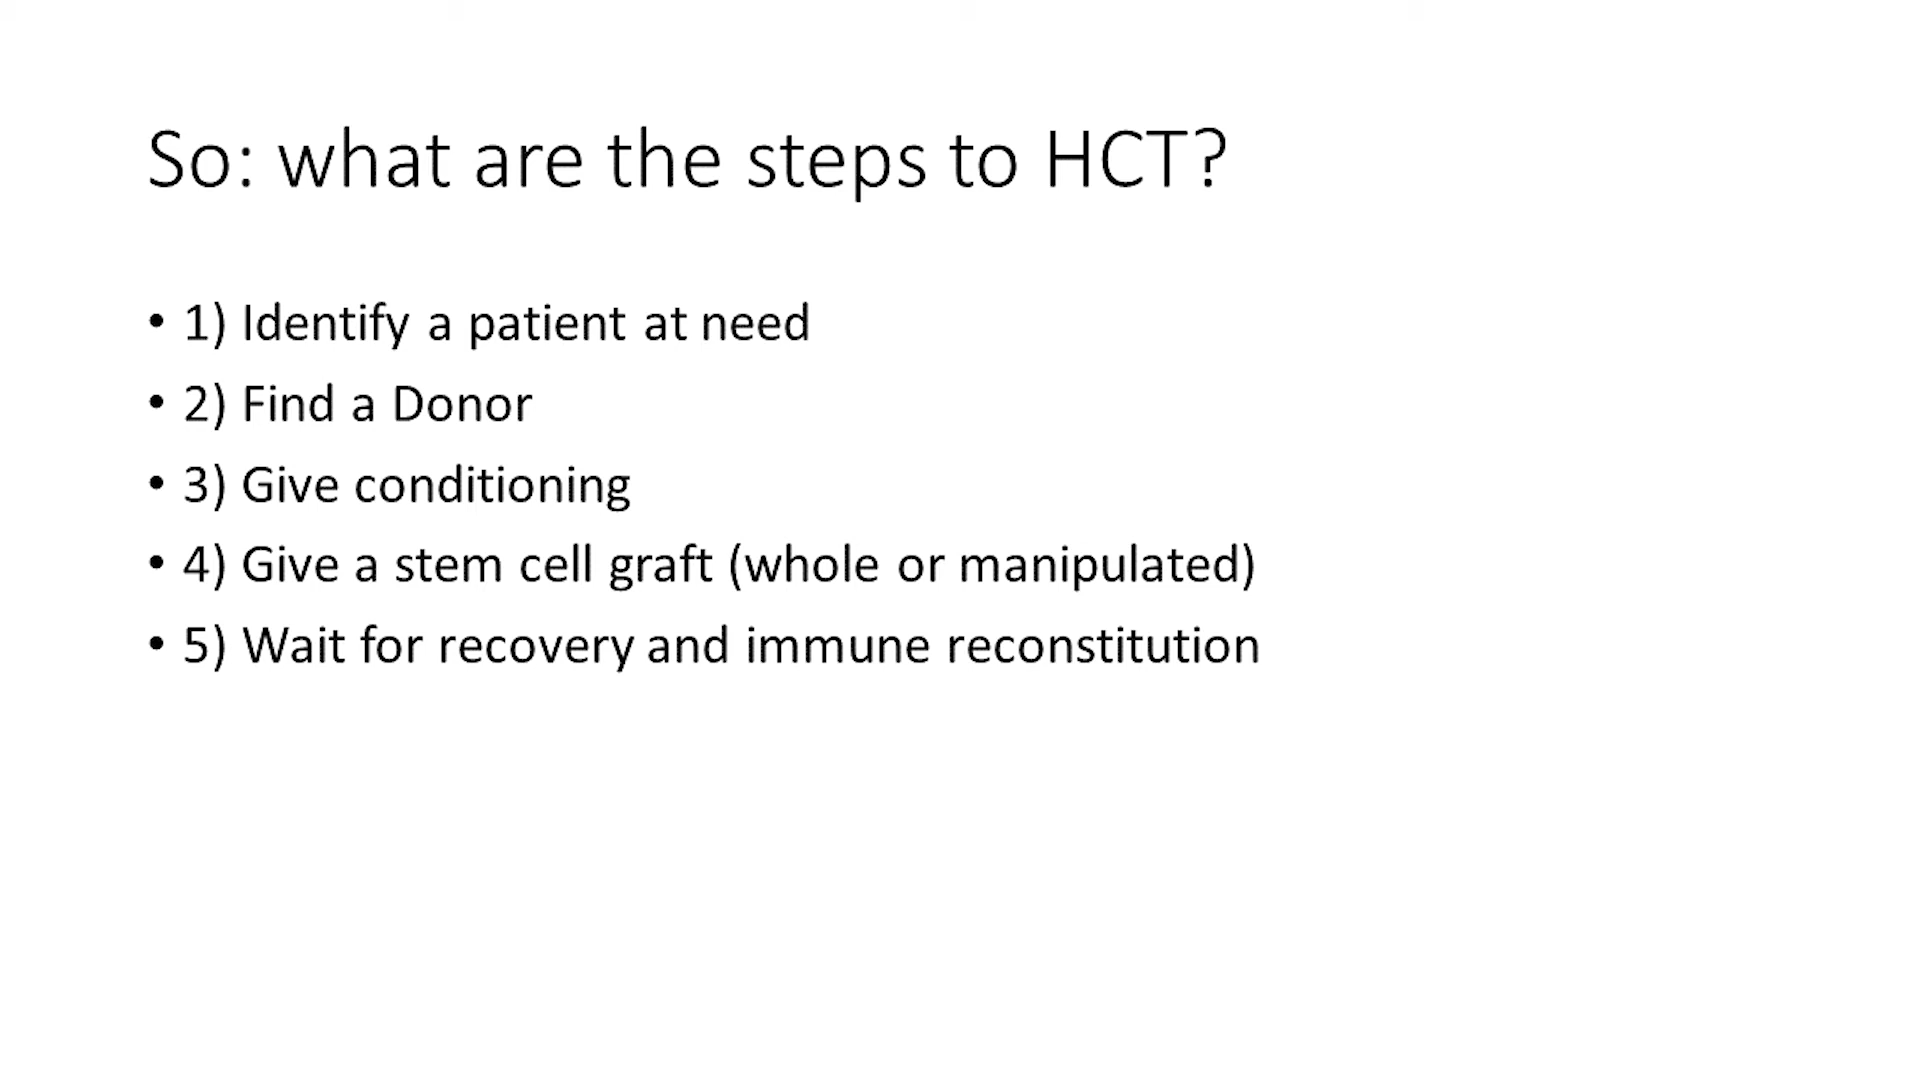 So: what are the steps to HCT?
• 1) Identify a patient at need
• 2) Find a Donor
• 3) Give conditioning
• 4) Give a stem cell graft (whole or manipulated)
• 5) Wait for recovery and immune reconstitution